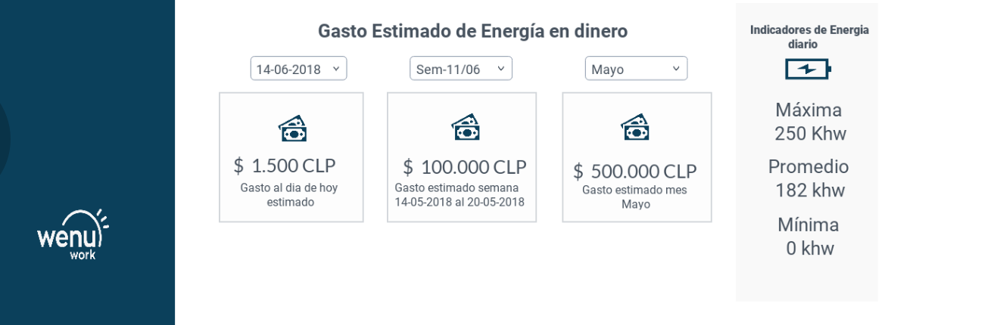 Gasto Estimado de Energía en dinero
14-06-2018
Sem-11/06
Mayo
$ 1.500 CLP
Gasto al dia de hoy
estimado
$ 100.000 CLP
Gasto estimado semana
14-05-2018 al 20-05-2018
$ 500.000 CLP
Gasto estimado mes
Mayo
Indicadores de Energia
diario
Máxima
250 Khw
Promedio
182 khw
Mínima
0 khw
wenu
work